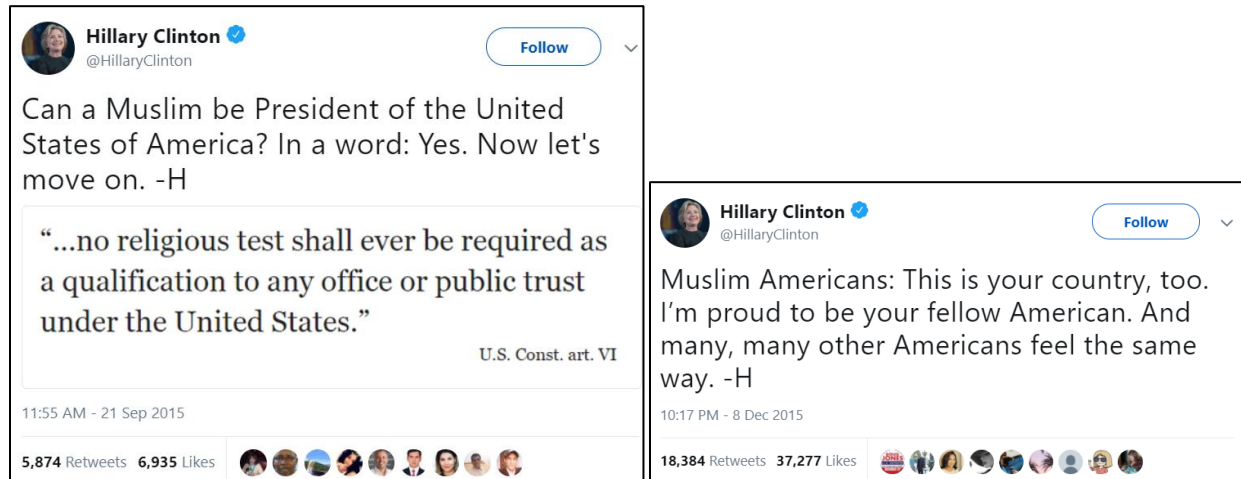 Hillary Clinton
@HillaryClinton
Follow
Can a Muslim be President of the United
States of America? In a word: Yes. Now let's
move on. -H
“...no religious test shall ever be required as
a qualification to any office or public trust
under the United States.”
U.S. Const. art. VI
11:55 AM - 21 Sep 2015
5,874 Retweets 6,935 Likes
Hillary Clinton
@HillaryClinton
Follow
Muslim Americans: This is your country, too.
I’m proud to be your fellow American. And
many, many other Americans feel the same
way. -H
10:17 PM - 8 Dec 2015
18,384 Retweets 37,277 Likes